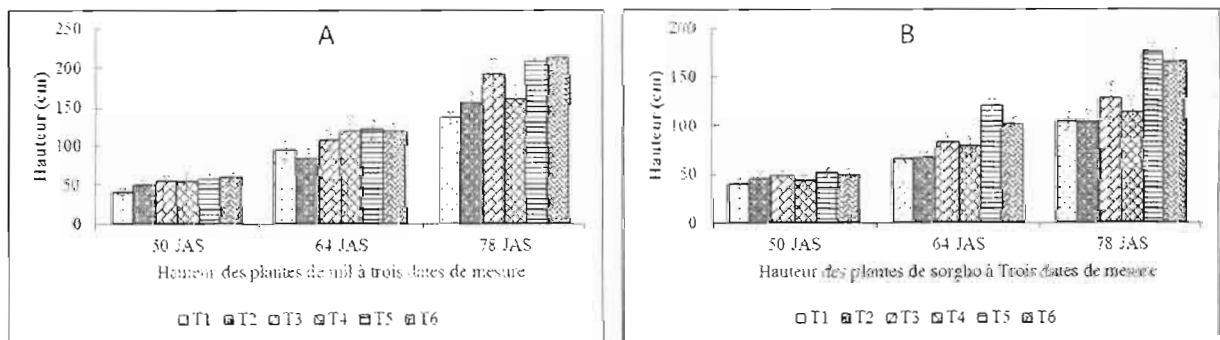 A
250
200
150
100
50
0
Hauteur (cm)
50 JAS 64 JAS 78 JAS
Hauteur des plantes de mil à trois dates de mesure
T1 T2 T3 T4 T5 T6
B
200
150
100
50
0
Hauteur (cm)
50 JAS 64 JAS 78 JAS
Hauteur des plantes de sorgho à Trois dates de mesure
T1 T2 T3 T4 T5 T6